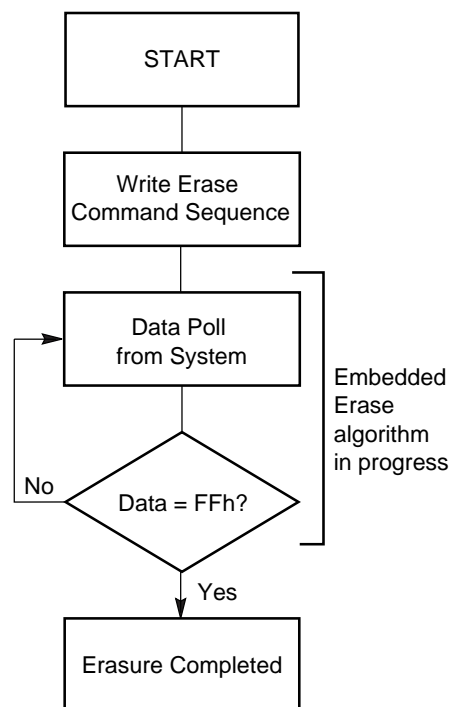 START
Write Erase
Command Sequence
Data Poll
from System
Embedded
Erase
algorithm
in progress
No
Data = FFh?
Yes
Erasure Completed